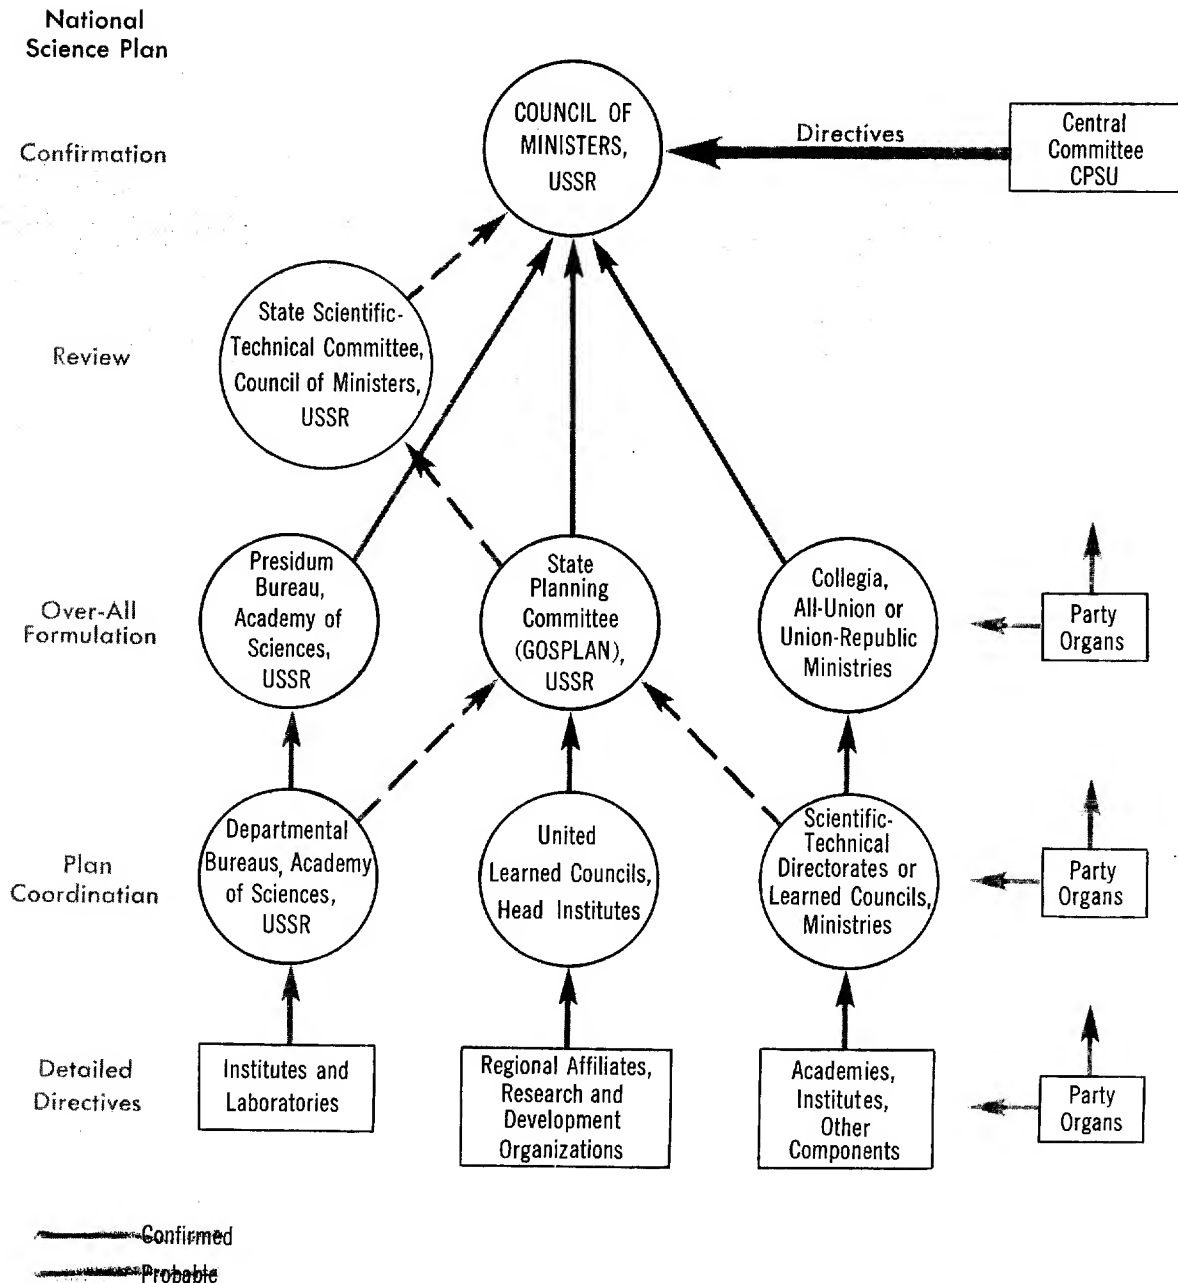 National
Science Plan
Confirmation
COUNCIL OF
MINISTERS,
USSR
Directives
Central
Committee
CPSU
Review
State Scientific-
Technical Committee,
Council of Ministers,
USSR
Over-All
Formulation
Presidum
Bureau,
Academy of
Sciences,
USSR
State
Planning
Committee
(GOSPLAN),
USSR
Collegia,
All-Union or
Union-Republic
Ministries
Party
Organs
Plan
Coordination
Departmental
Bureaus, Academy
of Sciences,
USSR
United
Learned Councils,
Head Institutes
Scientific-
Technical
Directorates or
Learned Councils,
Ministries
Party
Organs
Detailed
Directives
Institutes and
Laboratories
Regional Affiliates,
Research and
Development
Organizations
Academies,
Institutes,
Other
Components
Party
Organs
Confirmed
Probable